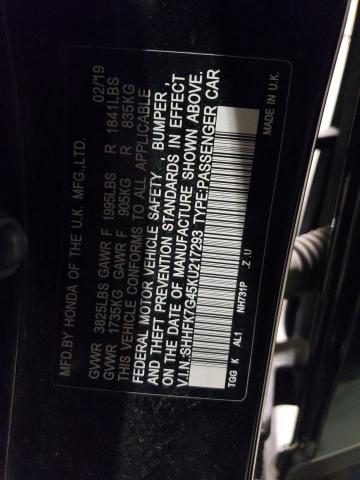 MFD.BY HONDA OF THE U.K. MFG.,LTD. 02/19
GVWR 3825LBS GAWR F 1995LBS R 1841LBS
GVWR 1735KG GAWR F 905KG R 835KG
THIS VEHICLE CONFORMS TO ALL APPLICABLE
FEDERAL MOTOR VEHICLE SAFETY , BUMPER ,
AND THEFT PREVENTION STANDARDS IN EFFECT
ON THE DATE OF MANUFACTURE SHOWN ABOVE.
V.I.N.:SHHFK7G45KU217293 TYPE:PASSENGER CAR
TGG K AL1 NH731P .Z.U MADE IN U.K.